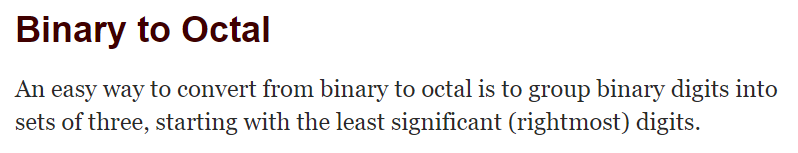 Binary to Octal
An easy way to convert from binary to octal is to group binary digits into
sets of three, starting with the least significant (rightmost) digits.